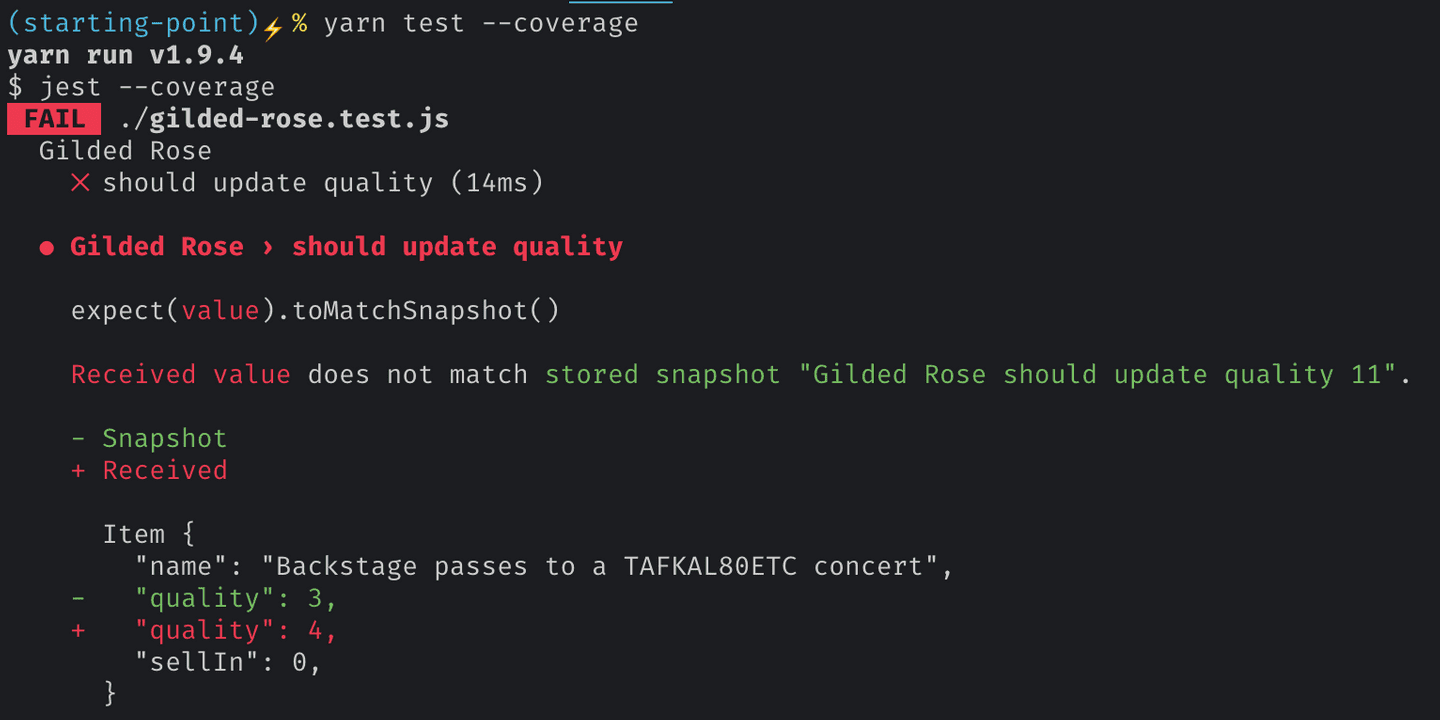 (starting-point)⚡% yarn test --coverage
yarn run v1.9.4
$ jest --coverage
FAIL ./gilded-rose.test.js
Gilded Rose
✕ should update quality (14ms)
● Gilded Rose › should update quality
expect(value).toMatchSnapshot()
Received value does not match stored snapshot "Gilded Rose should update quality 11".
- Snapshot
+ Received
Item {
"name": "Backstage passes to a TAFKAL80ETC concert",
- "quality": 3,
+ "quality": 4,
"sellIn": 0,
}